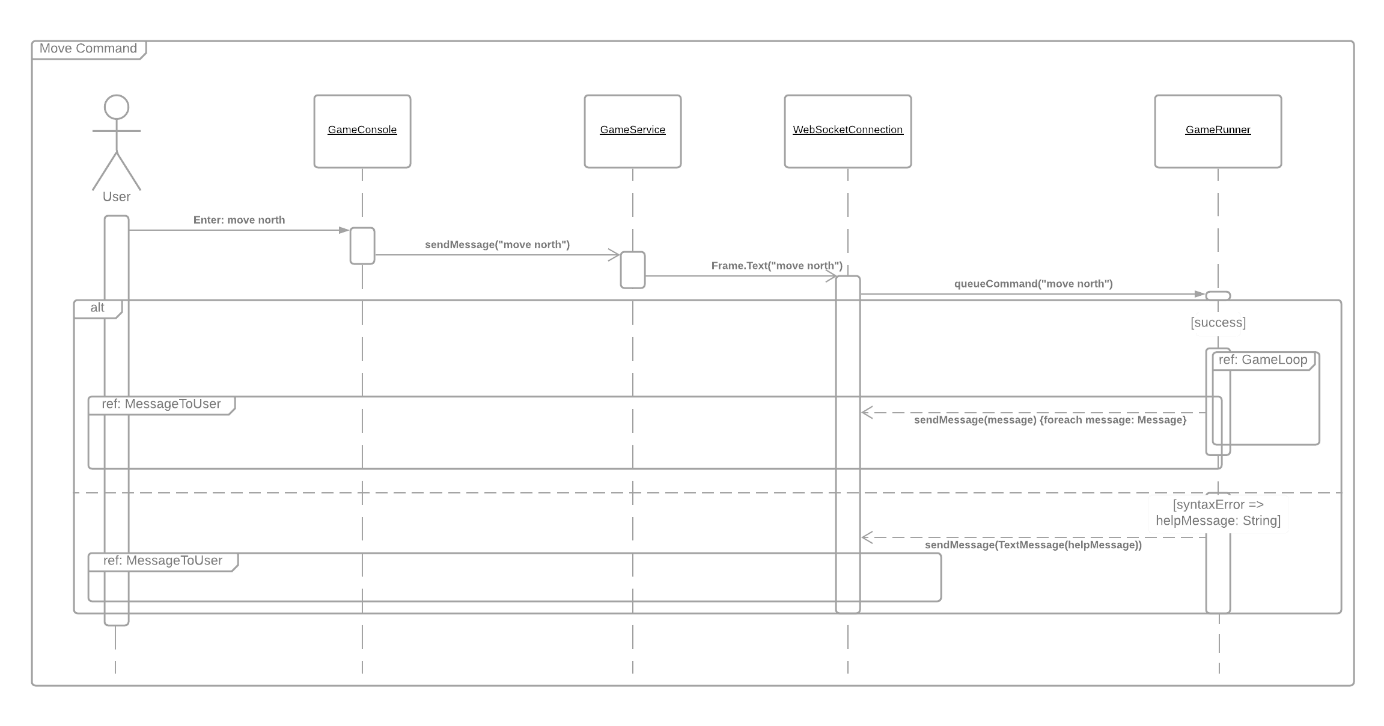 Move Command
GameConsole
GameService
WebSocketConnection
GameRunner
User
Enter: move north
sendMessage("move north")
Frame.Text("move north")
queueCommand("move north")
alt
[success]
ref: GameLoop
ref: MessageToUser
sendMessage(message) {foreach message: Message}
[syntaxError =>
helpMessage: String]
sendMessage(TextMessage(helpMessage))
ref: MessageToUser